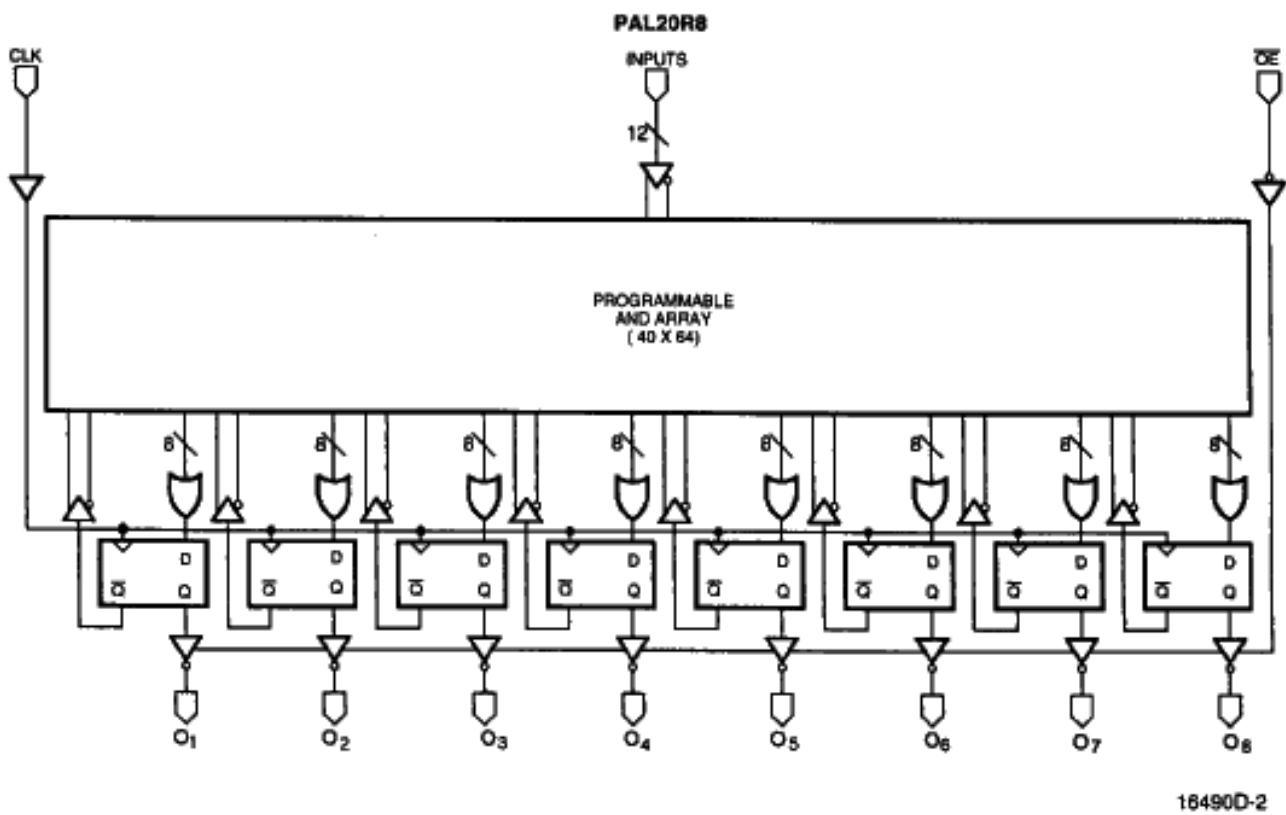 PAL20R8
CLK
INPUTS
OE
12
PROGRAMMABLE
AND ARRAY
( 40 X 64)
8 8 8 8 8 8 8 8
D D D D D D D D
Q Q Q Q Q Q Q Q Q Q Q Q Q Q Q Q
O1 O2 O3 O4 O5 O6 O7 O8
16490D-2